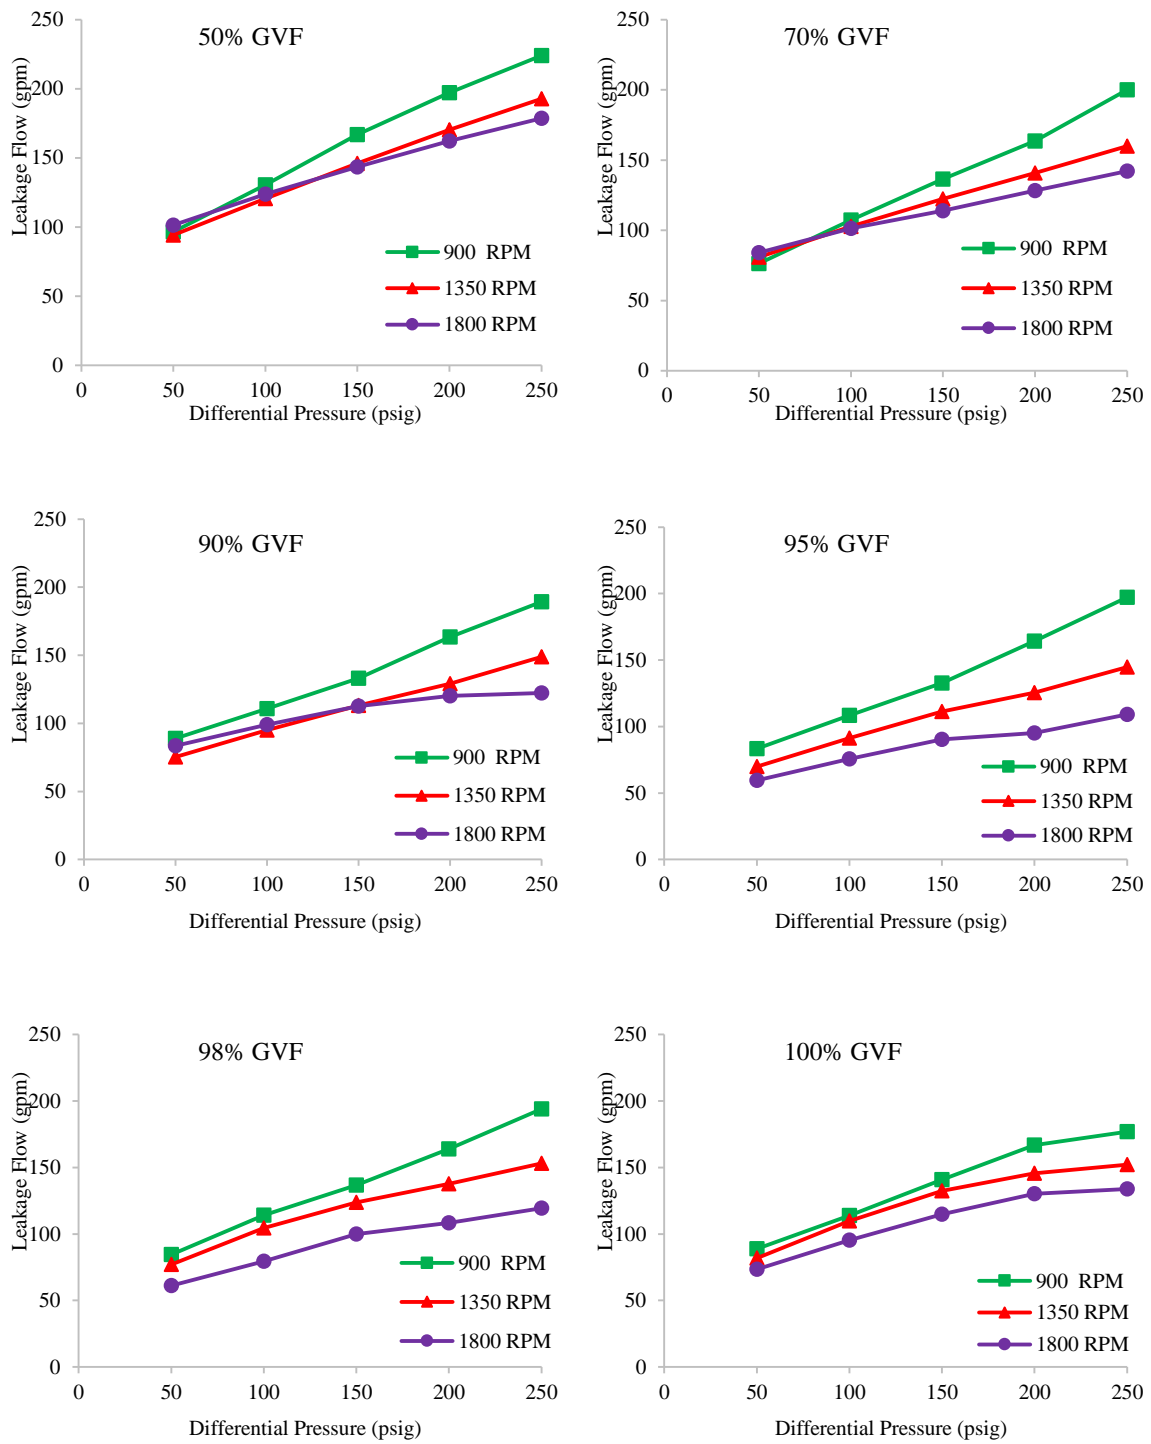 50% GVF
Leakage Flow (gpm)
250
200
150
100
50
0
0 50 100 150 200 250
Differential Pressure (psig)
900 RPM
1350 RPM
1800 RPM
70% GVF
Leakage Flow (gpm)
250
200
150
100
50
0
0 50 100 150 200 250
Differential Pressure (psig)
900 RPM
1350 RPM
1800 RPM
90% GVF
Leakage Flow (gpm)
250
200
150
100
50
0
0 50 100 150 200 250
Differential Pressure (psig)
900 RPM
1350 RPM
1800 RPM
95% GVF
Leakage Flow (gpm)
250
200
150
100
50
0
0 50 100 150 200 250
Differential Pressure (psig)
900 RPM
1350 RPM
1800 RPM
98% GVF
Leakage Flow (gpm)
250
200
150
100
50
0
0 50 100 150 200 250
Differential Pressure (psig)
900 RPM
1350 RPM
1800 RPM
100% GVF
Leakage Flow (gpm)
250
200
150
100
50
0
0 50 100 150 200 250
Differential Pressure (psig)
900 RPM
1350 RPM
1800 RPM